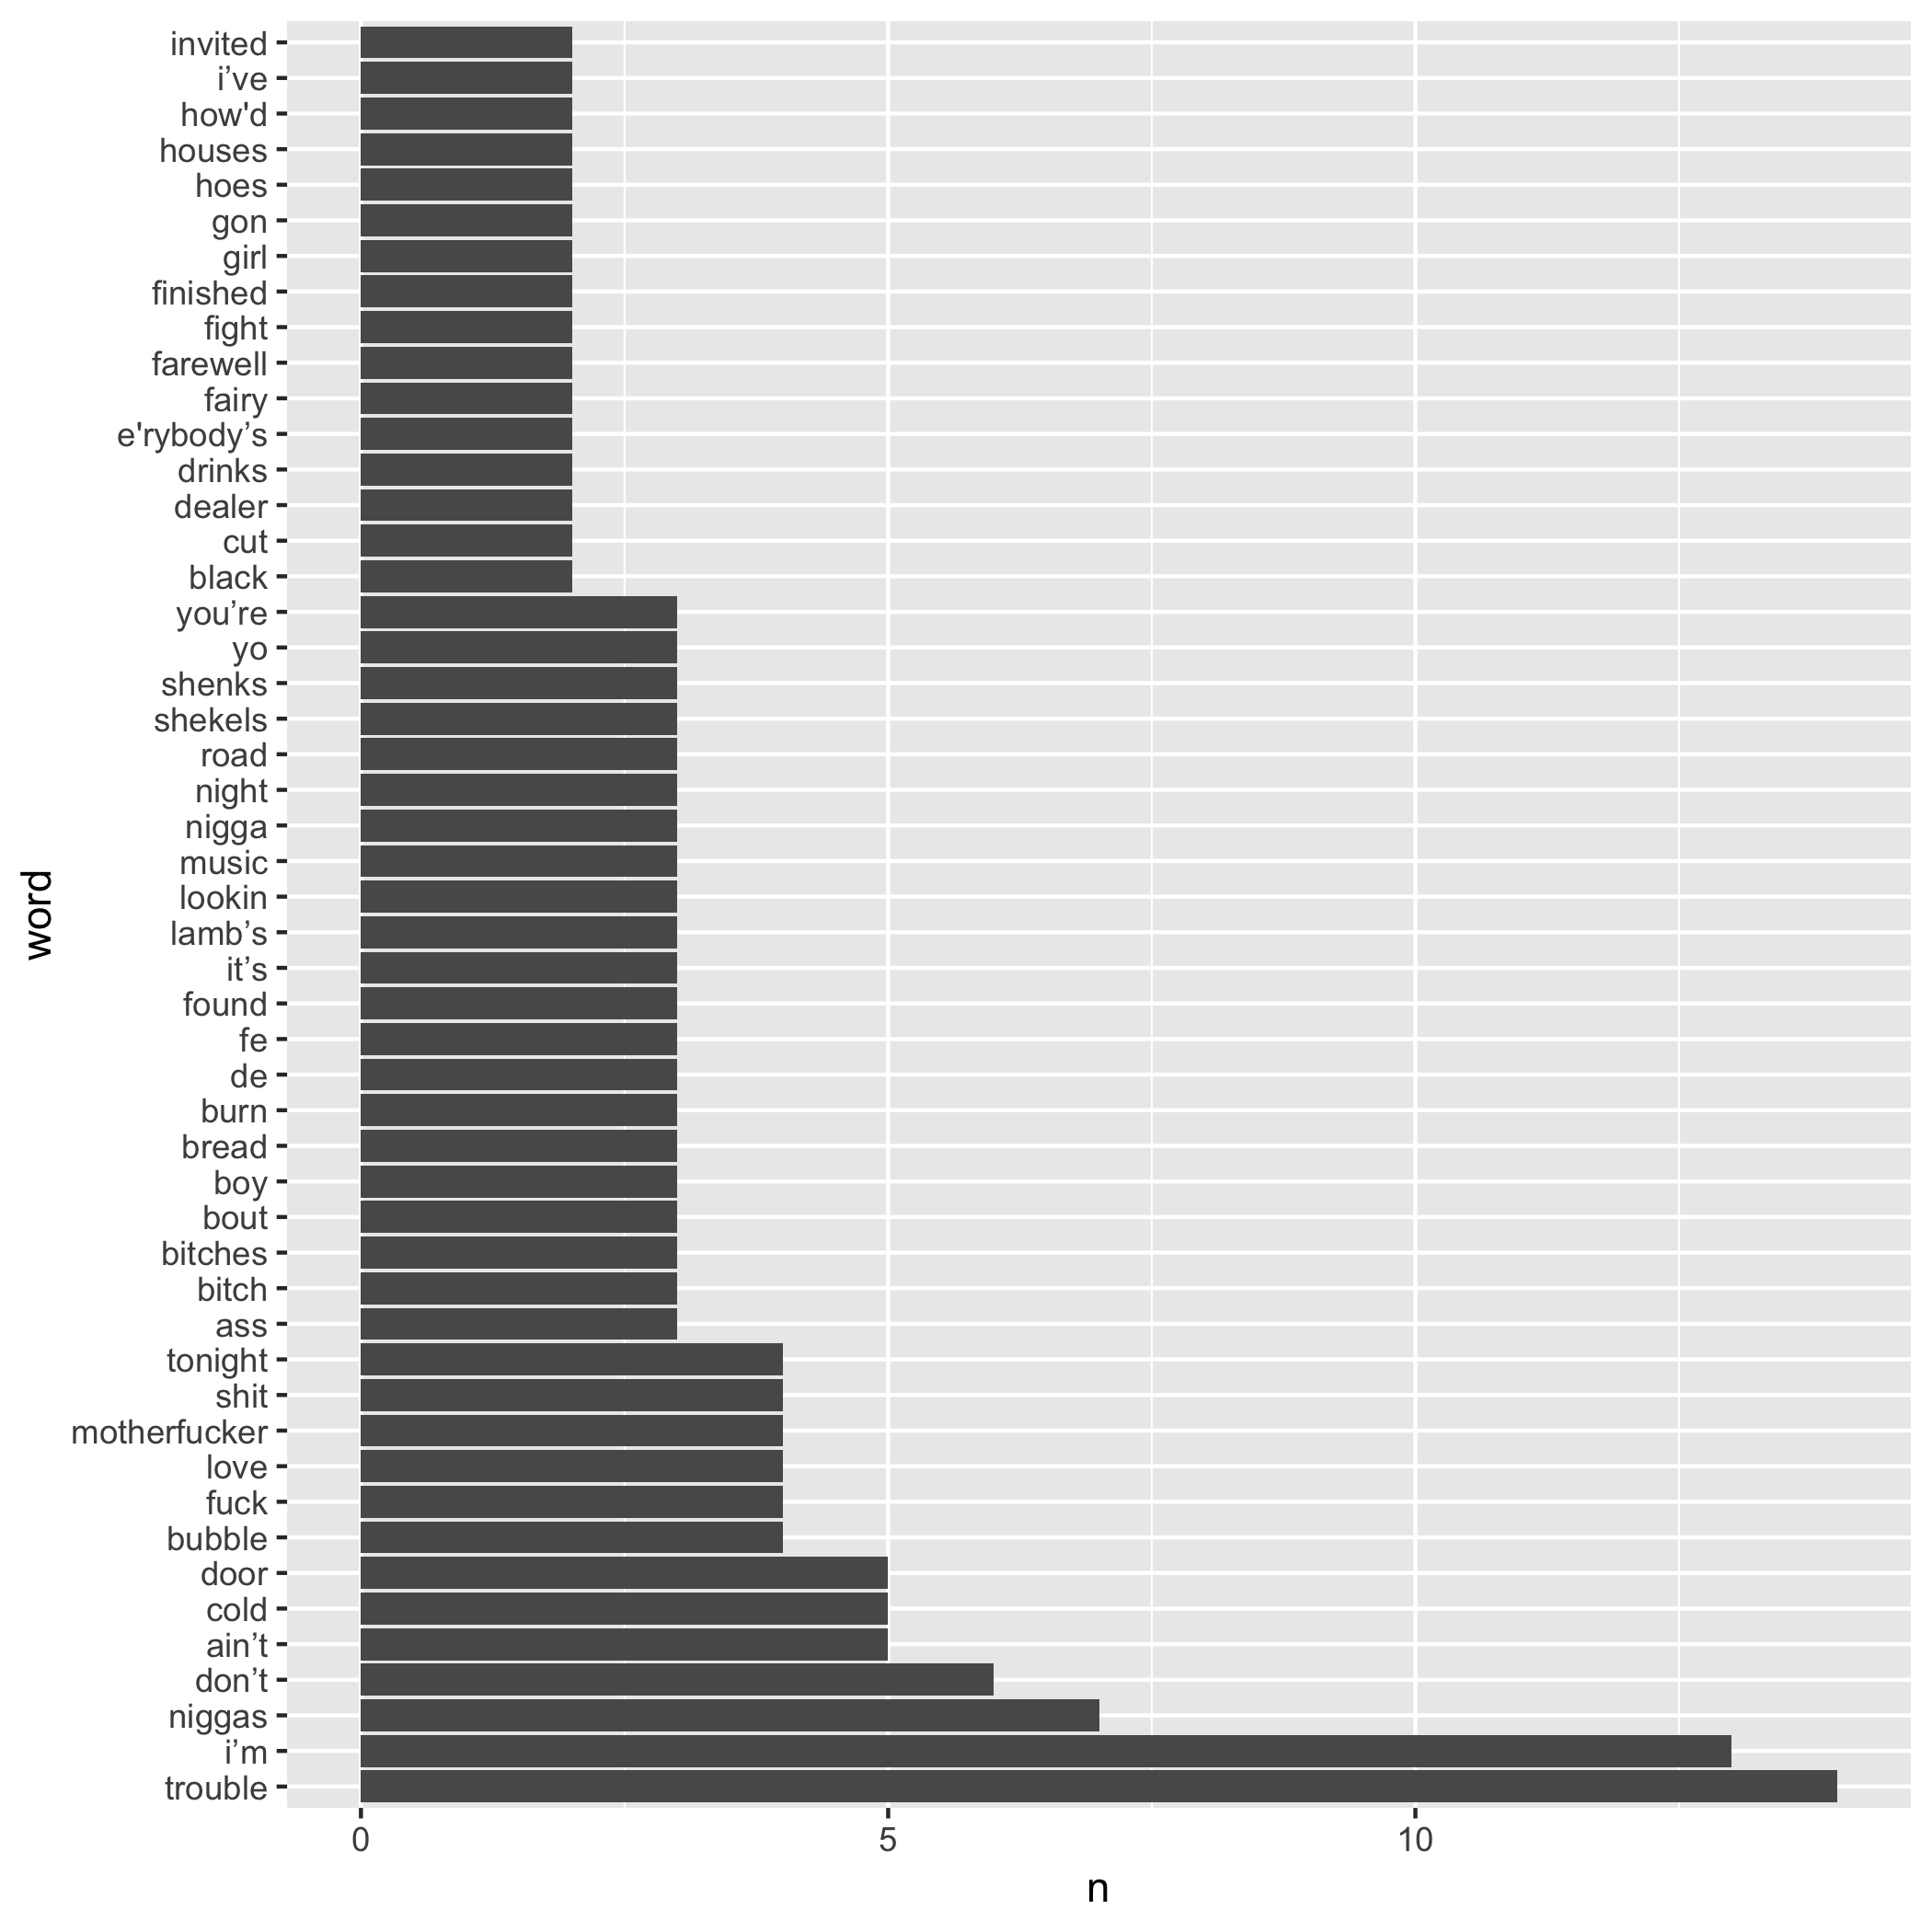 invited
i’ve
how'd
houses
hoes
gon
girl
finished
fight
farewell
fairy
e'rybody’s
drinks
dealer
cut
black
you’re
yo
shenks
shekels
road
night
nigga
music
lookin
lamb’s
it’s
found
fe
de
burn
bread
boy
bout
bitches
bitch
ass
tonight
shit
motherfucker
love
fuck
bubble
door
cold
ain’t
don’t
niggas
i’m
trouble
word
0 5 10
n